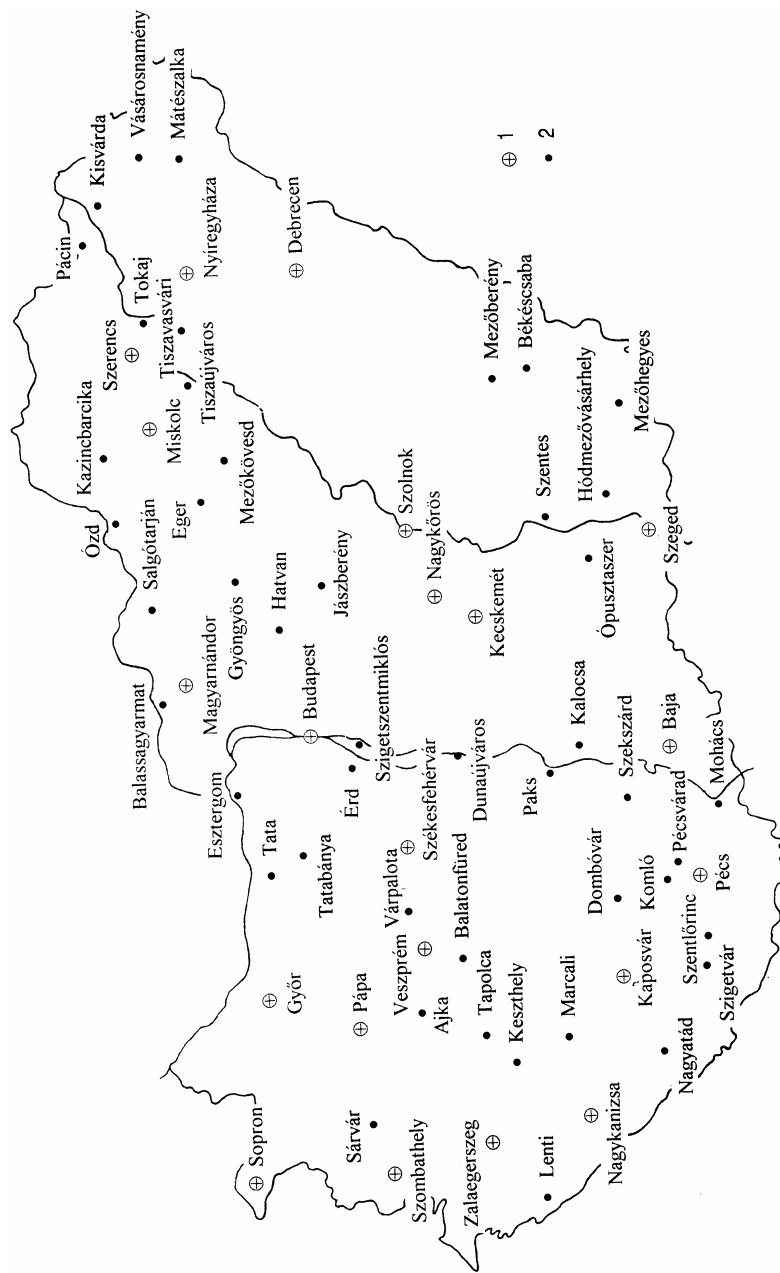 Vásárosnamény
Kisvárda
Mátészalka
Pácin
Nyíregyháza
Debrecen
Tokaj
Szerencs
Tiszavasvári
Tiszaújváros
Kazincbarcika
Miskolc
Mezőkövesd
Ózd
Eger
Salgótarján
Balassagyarmat
Magyarnándor
Gyöngyös
Hatvan
Jászberény
Szolnok
Nagykőrös
Kecskemét
Mezőberény
Békéscsaba
Szentes
Hódmezővásárhely
Mezőhegyes
Ópusztaszer
Szeged
Budapest
Szigetszentmiklós
Esztergom
Érd
Tata
Tatabánya
Székesfehérvár
Dunaújváros
Várpalota
Veszprém
Balatonfüred
Kalocsa
Paks
Szekszárd
Baja
Mohács
Dombóvár
Komló
Pécsvárad
Pécs
Kaposvár
Szentlőrinc
Szigetvár
Győr
Pápa
Ajka
Tapolca
Keszthely
Marcali
Nagyatád
Sopron
Sárvár
Szombathely
Zalaegerszeg
Lenti
Nagykanizsa
1
2